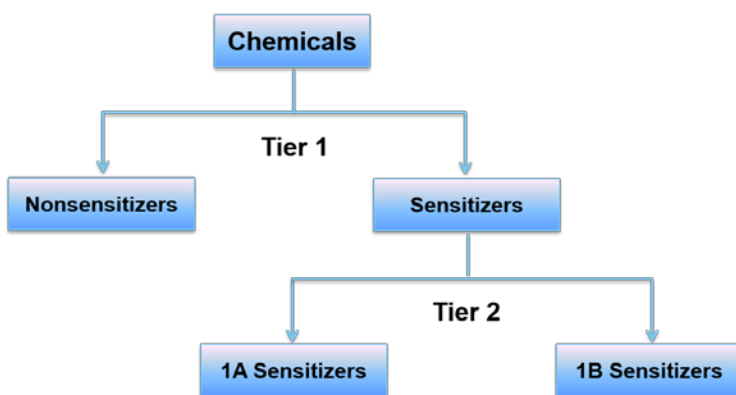 Chemicals
Tier 1
Nonsensitizers
Sensitizers
Tier 2
1A Sensitizers
1B Sensitizers